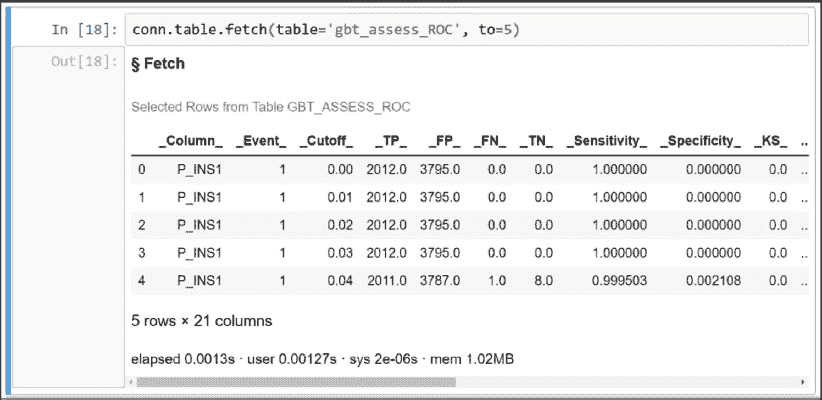 In [18]: conn.table.fetch(table='gbt_assess_ROC', to=5)
Out[18]: § Fetch
Selected Rows from Table GBT_ASSESS_ROC
_Column_ _Event_ _Cutoff_ _TP_ _FP_ _FN_ _TN_ _Sensitivity_ _Specificity_ _KS_ ..
0 P_INS1 1 0.00 2012.0 3795.0 0.0 0.0 1.000000 0.000000 0.0 ..
1 P_INS1 1 0.01 2012.0 3795.0 0.0 0.0 1.000000 0.000000 0.0 ..
2 P_INS1 1 0.02 2012.0 3795.0 0.0 0.0 1.000000 0.000000 0.0 ..
3 P_INS1 1 0.03 2012.0 3795.0 0.0 0.0 1.000000 0.000000 0.0 ..
4 P_INS1 1 0.04 2011.0 3787.0 1.0 8.0 0.999503 0.002108 0.0 ..
5 rows × 21 columns
elapsed 0.0013s · user 0.00127s · sys 2e-06s · mem 1.02MB